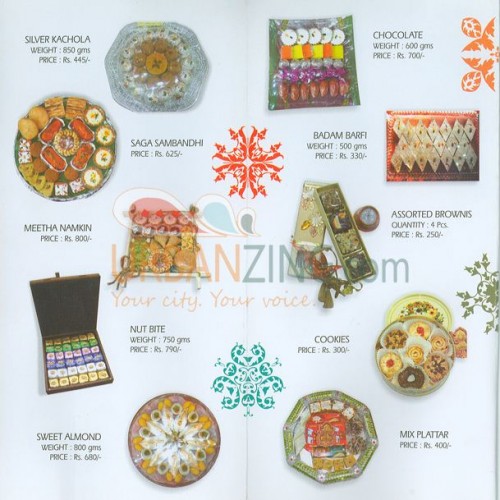 SILVER KACHOLA
WEIGHT : 850 gms
PRICE : Rs. 445/-
CHOCOLATE
WEIGHT : 600 gms
PRICE : Rs. 700/-
SAGA SAMBANDHI
PRICE : Rs. 625/-
BADAM BARFI
WEIGHT : 500 gms
PRICE : Rs. 330/-
MEETHA NAMKIN
PRICE : Rs. 800/-
ASSORTED BROWNIS
QUANTITY : 4 Pcs.
PRICE : Rs. 250/-
URBANZING.com
Your city. Your voice.
NUT BITE
WEIGHT : 750 gms
PRICE : Rs. 790/-
COOKIES
PRICE : Rs. 300/-
SWEET ALMOND
WEIGHT : 800 gms
PRICE : Rs. 680/-
MIX PLATTAR
PRICE : Rs. 400/-